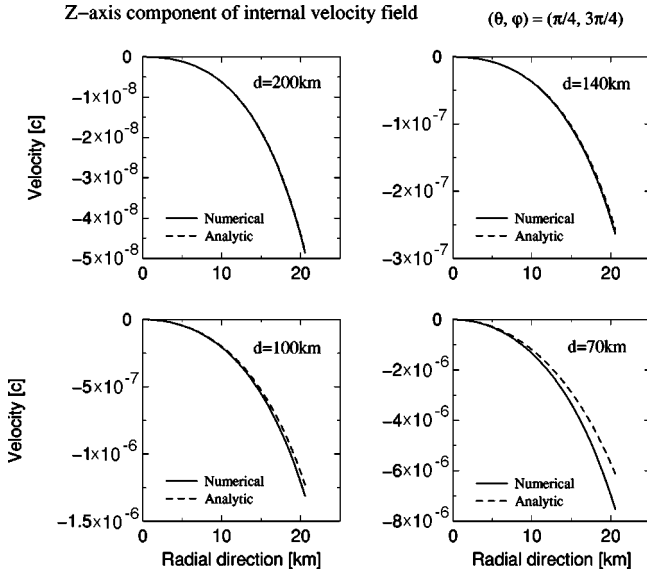 Z−axis component of internal velocity field (θ, φ) = (π/4, 3π/4)
0 0
−1×10⁻⁸ d=200km d=140km
−2×10⁻⁸ −1×10⁻⁷
Velocity [c]
−3×10⁻⁸ −2×10⁻⁷
−4×10⁻⁸ Numerical Numerical
Analytic Analytic
−5×10⁻⁸ −3×10⁻⁷
0 10 20 0 10 20
0 0
d=100km d=70km
−2×10⁻⁶
−5×10⁻⁷
Velocity [c]
−4×10⁻⁶
−1×10⁻⁶
Numerical −6×10⁻⁶ Numerical
Analytic Analytic
−1.5×10⁻⁶ −8×10⁻⁶
0 10 20 0 10 20
Radial direction [km] Radial direction [km]